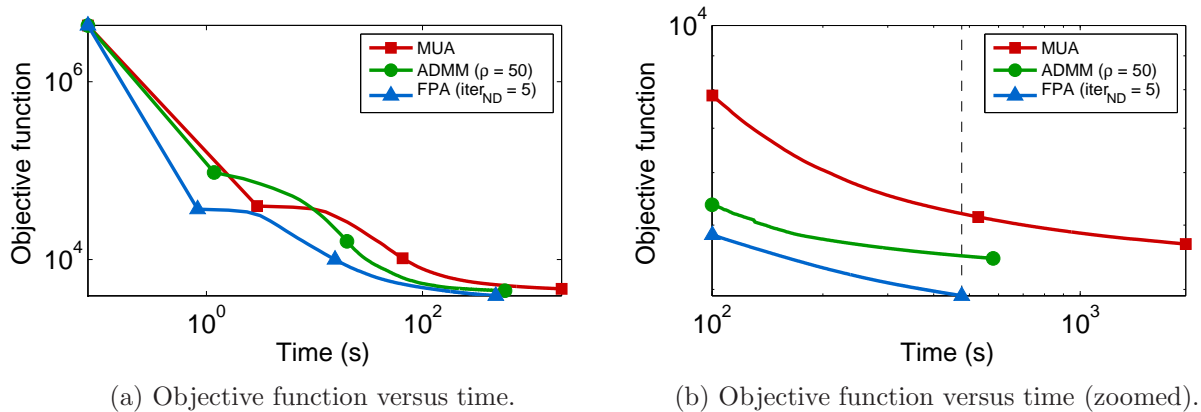 Objective function
10^6
10^4
10^0
10^2
Time (s)
MUA
ADMM (ρ = 50)
FPA (iter_ND = 5)
(a) Objective function versus time.
Objective function
10^4
10^2
10^3
Time (s)
MUA
ADMM (ρ = 50)
FPA (iter_ND = 5)
(b) Objective function versus time (zoomed).